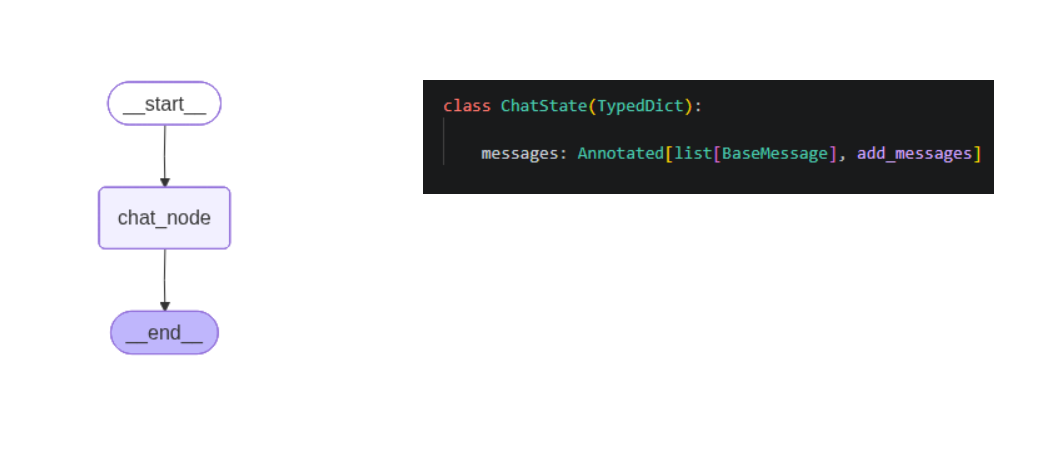 __start__
chat_node
__end__
class ChatState(TypedDict):
messages: Annotated[list[BaseMessage], add_messages]